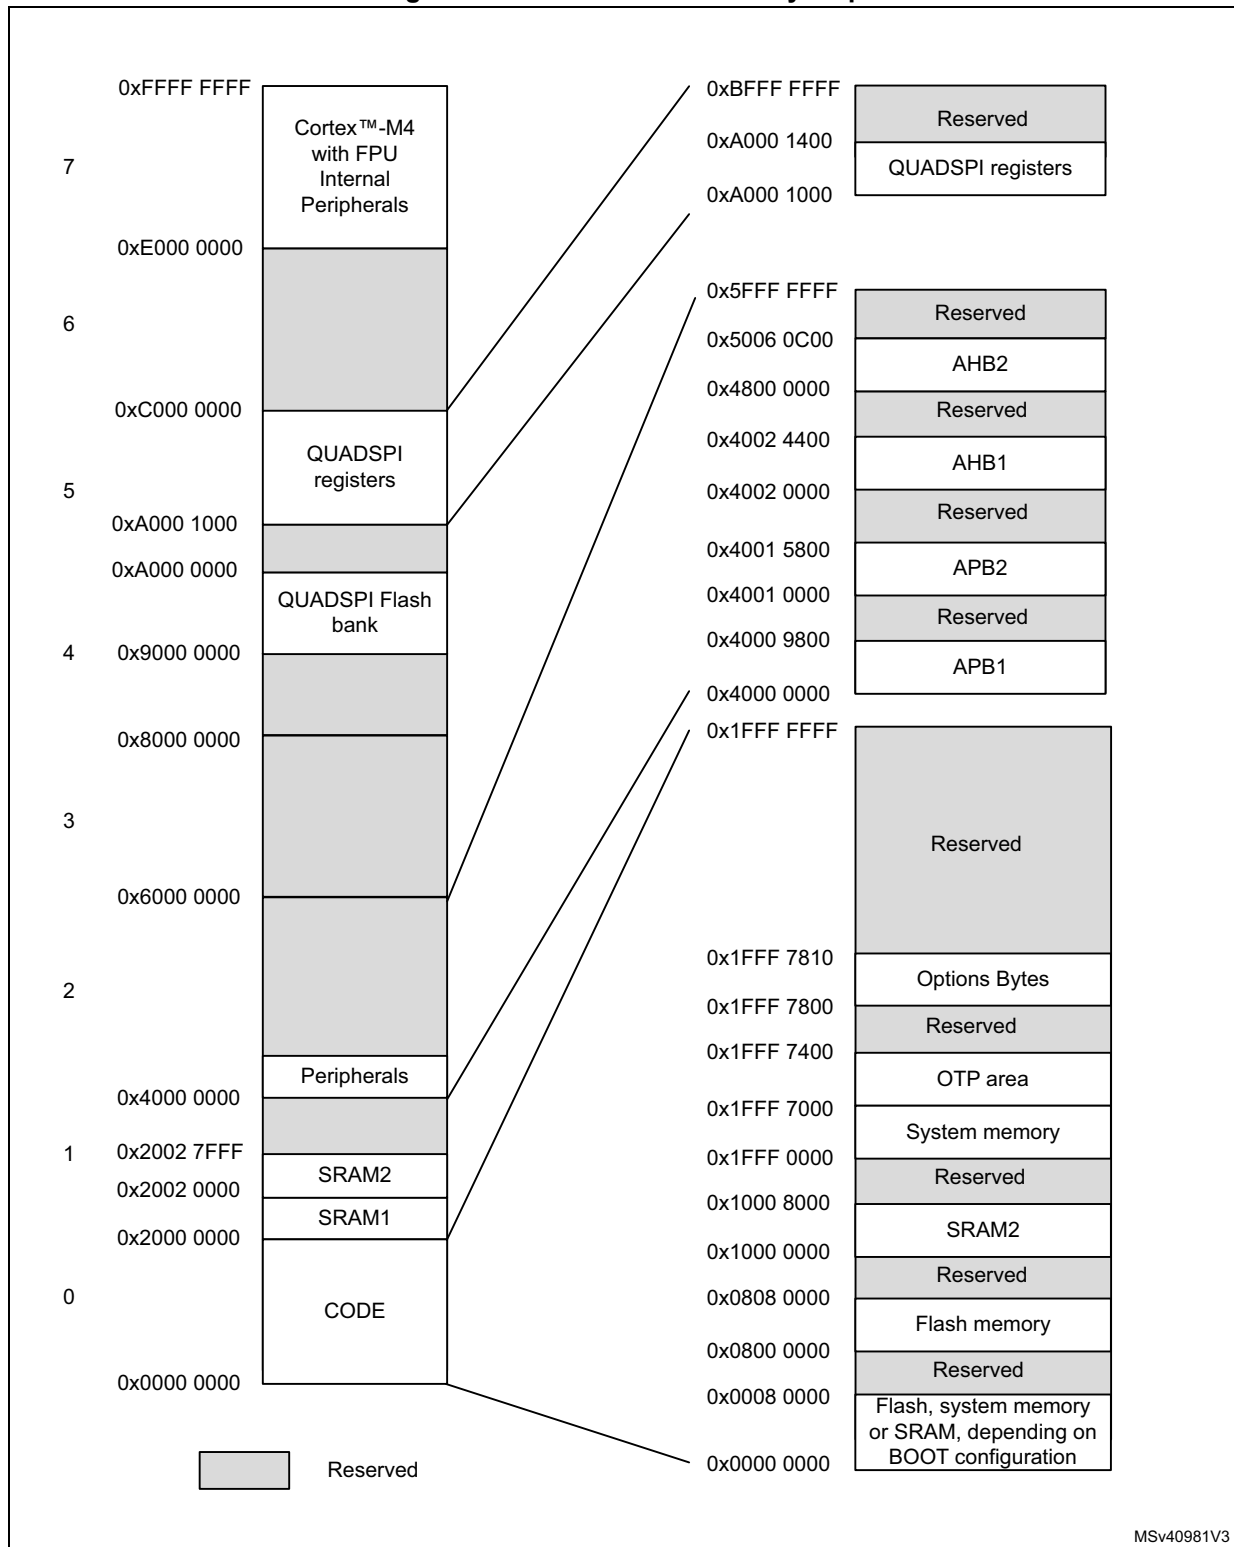 0xFFFF FFFF
Cortex™-M4
with FPU
Internal
Peripherals
7
0xE000 0000
6
0xC000 0000
QUADSPI
registers
5
0xA000 1000
0xA000 0000
QUADSPI Flash
bank
4
0x9000 0000
0x8000 0000
3
0x6000 0000
2
Peripherals
0x4000 0000
1
0x2002 7FFF
SRAM2
0x2002 0000
SRAM1
0x2000 0000
0
CODE
0x0000 0000
Reserved
0xBFFF FFFF
Reserved
0xA000 1400
QUADSPI registers
0xA000 1000
0x5FFF FFFF
Reserved
0x5006 0C00
AHB2
0x4800 0000
Reserved
0x4002 4400
AHB1
0x4002 0000
Reserved
0x4001 5800
APB2
0x4001 0000
Reserved
0x4000 9800
APB1
0x4000 0000
0x1FFF FFFF
Reserved
0x1FFF 7810
Options Bytes
0x1FFF 7800
Reserved
0x1FFF 7400
OTP area
0x1FFF 7000
System memory
0x1FFF 0000
Reserved
0x1000 8000
SRAM2
0x1000 0000
Reserved
0x0808 0000
Flash memory
0x0800 0000
Reserved
0x0008 0000
Flash, system memory
or SRAM, depending on
BOOT configuration
0x0000 0000
MSv40981V3